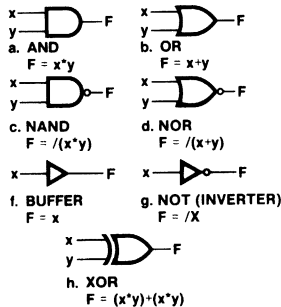 x
y
F
x
y
F
a. AND
F = x*y
b. OR
F = x+y
x
y
F
x
y
F
c. NAND
F = /(x*y)
d. NOR
F = /(x+y)
x
F
x
F
f. BUFFER
F = x
g. NOT (INVERTER)
F = /X
x
y
F
h. XOR
F = (x*y)+(x*y)